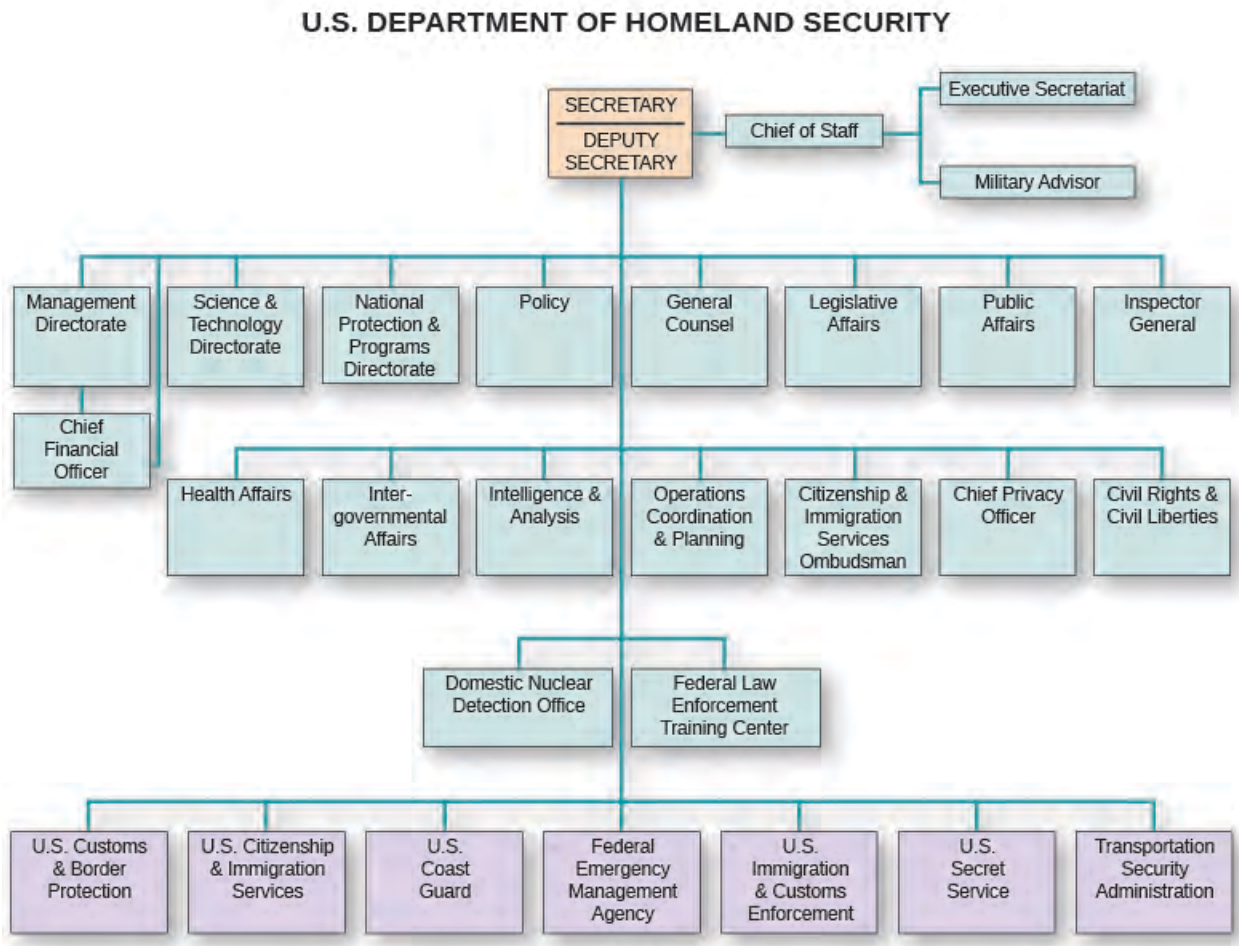 U.S. DEPARTMENT OF HOMELAND SECURITY
SECRETARY
DEPUTY
SECRETARY
Chief of Staff
Executive Secretariat
Military Advisor
Management
Directorate
Science &
Technology
Directorate
National
Protection &
Programs
Directorate
Policy
General
Counsel
Legislative
Affairs
Public
Affairs
Inspector
General
Chief
Financial
Officer
Health Affairs
Inter-
governmental
Affairs
Intelligence &
Analysis
Operations
Coordination
& Planning
Citizenship &
Immigration
Services
Ombudsman
Chief Privacy
Officer
Civil Rights &
Civil Liberties
Domestic Nuclear
Detection Office
Federal Law
Enforcement
Training Center
U.S. Customs
& Border
Protection
U.S. Citizenship
& Immigration
Services
U.S.
Coast
Guard
Federal
Emergency
Management
Agency
U.S.
Immigration
& Customs
Enforcement
U.S.
Secret
Service
Transportation
Security
Administration